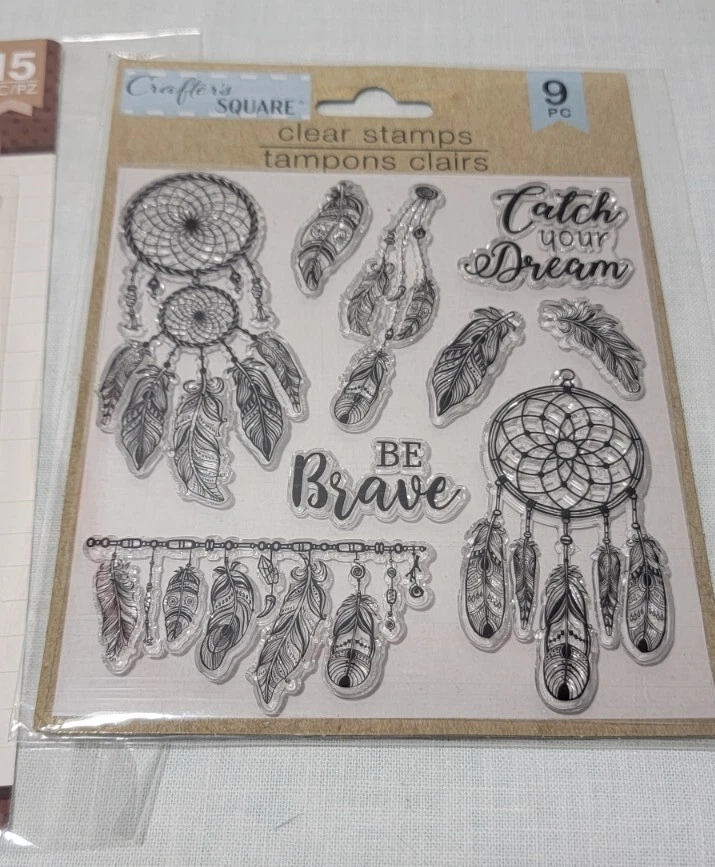 15
C/PZ
Crafter's
SQUARE
9
PC
clear stamps
tampons clairs
Catch
your
Dream
BE
Brave